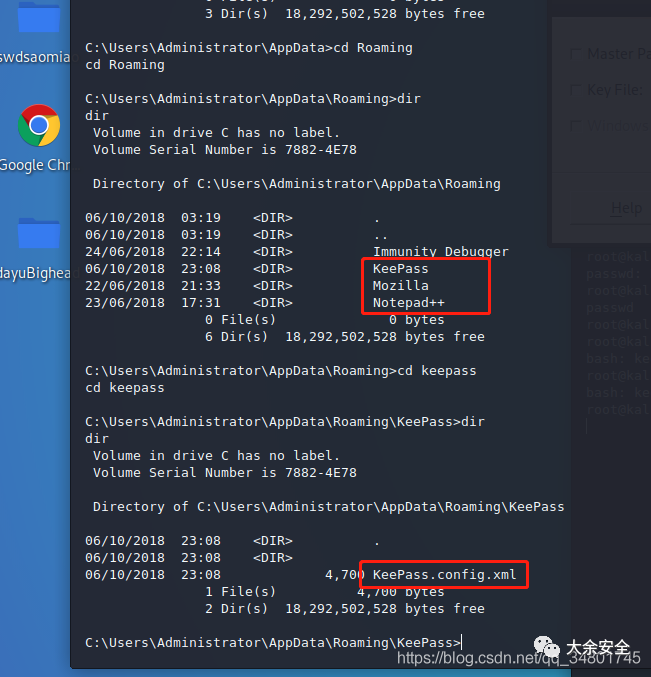 3 Dir(s)  18,292,502,528 bytes free
C:\Users\Administrator\AppData>cd Roaming
cd Roaming
C:\Users\Administrator\AppData\Roaming>dir
dir
Volume in drive C has no label.
Volume Serial Number is 7882-4E78
Directory of C:\Users\Administrator\AppData\Roaming
06/10/2018  03:19    <DIR>          .
06/10/2018  03:19    <DIR>          ..
24/06/2018  22:14    <DIR>          Immunity Debugger
06/10/2018  23:08    <DIR>          KeePass
22/06/2018  21:33    <DIR>          Mozilla
23/06/2018  17:31    <DIR>          Notepad++
0 File(s)              0 bytes
6 Dir(s)  18,292,502,528 bytes free
C:\Users\Administrator\AppData\Roaming>cd keepass
cd keepass
C:\Users\Administrator\AppData\Roaming\KeePass>dir
dir
Volume in drive C has no label.
Volume Serial Number is 7882-4E78
Directory of C:\Users\Administrator\AppData\Roaming\KeePass
06/10/2018  23:08    <DIR>          .
06/10/2018  23:08    <DIR>
06/10/2018  23:08             4,700 KeePass.config.xml
1 File(s)          4,700 bytes
2 Dir(s)  18,292,502,528 bytes free
C:\Users\Administrator\AppData\Roaming\KeePass>
swdsaomiao
Google Chr
dayuBighead
Master Pa
Key File:
Windows
Help
root@kal
passwd:
root@kal
passwd
root@kal
root@kal
bash: ka
root@kal
bash:
root@kal
大余安全
https://blog.csdn.net/qq_34801745